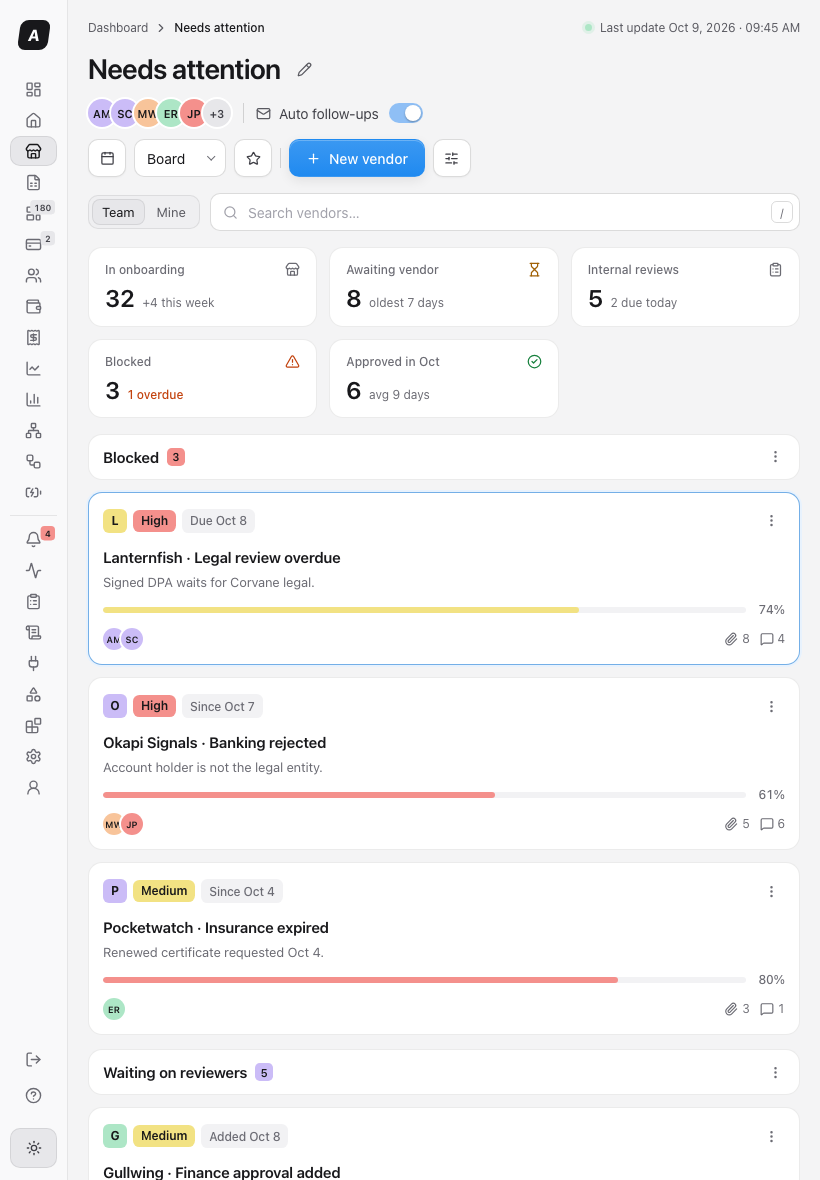 A
Dashboard > Needs attention
Last update Oct 9, 2026 · 09:45 AM
Needs attention
AM SC MW ER JP +3
Auto follow-ups
Board
+ New vendor
180
2
4
Team Mine
Search vendors...
/
In onboarding
32 +4 this week
Awaiting vendor
8 oldest 7 days
Internal reviews
5 2 due today
Blocked
3 1 overdue
Approved in Oct
6 avg 9 days
Blocked 3
L High Due Oct 8
Lanternfish · Legal review overdue
Signed DPA waits for Corvane legal.
74%
AM SC
8 4
O High Since Oct 7
Okapi Signals · Banking rejected
Account holder is not the legal entity.
61%
MW JP
5 6
P Medium Since Oct 4
Pocketwatch · Insurance expired
Renewed certificate requested Oct 4.
80%
ER
3 1
Waiting on reviewers 5
G Medium Added Oct 8
Gullwing · Finance approval added